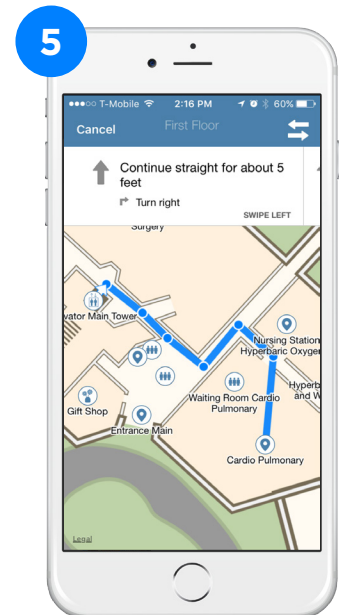 5
T-Mobile 2:16 PM 60%
Cancel First Floor
Continue straight for about 5
feet
Turn right
SWIPE LEFT
Surgery
vator Main Tower
Nursing Station
Hyperbaric Oxyge
Hyperb
and W
Waiting Room Cardio
Pulmonary
Gift Shop
Entrance Main
Cardio Pulmonary
Legal